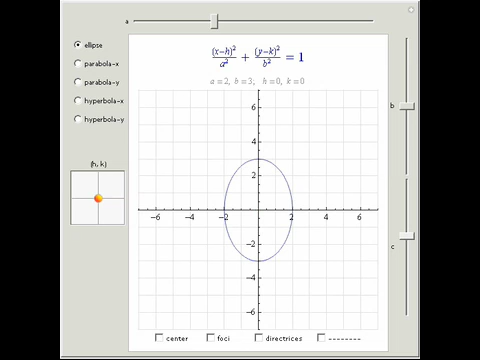 a
ellipse
parabola-x
parabola-y
hyperbola-x
hyperbola-y
(h, k)
(x-h)²/a² + (y-k)²/b² = 1
a = 2, b = 3; h = 0, k = 0
6
4
2
-6 -4 -2 2 4 6
-2
-4
-6
center foci directrices --------
b
c